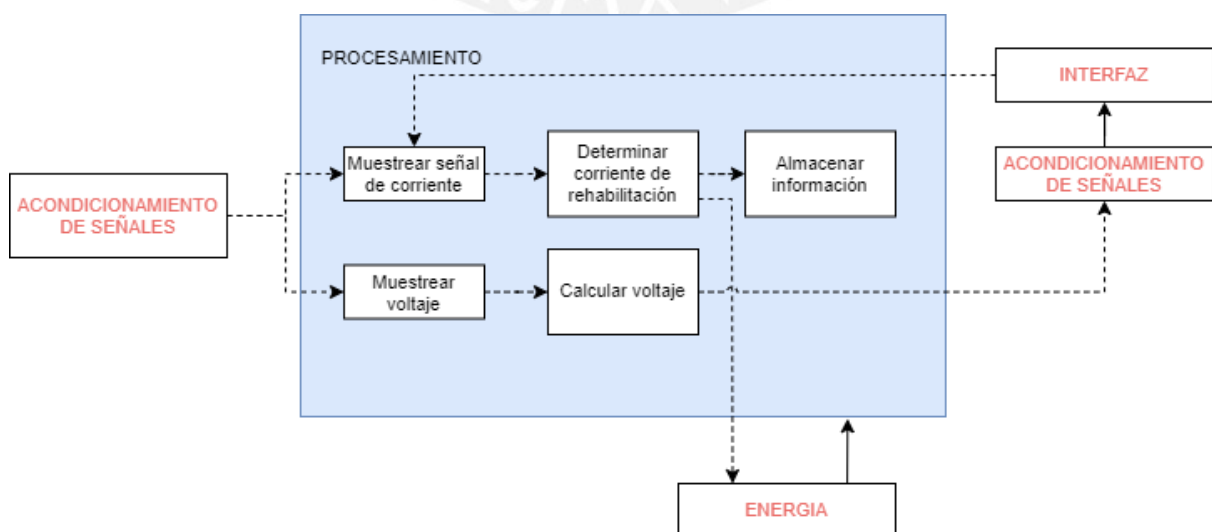 PROCESAMIENTO
INTERFAZ
Muestrear señal
de corriente
Determinar
corriente de
rehabilitación
Almacenar
información
ACONDICIONAMIENTO
DE SEÑALES
ACONDICIONAMIENTO
DE SEÑALES
Muestrear
voltaje
Calcular voltaje
ENERGIA